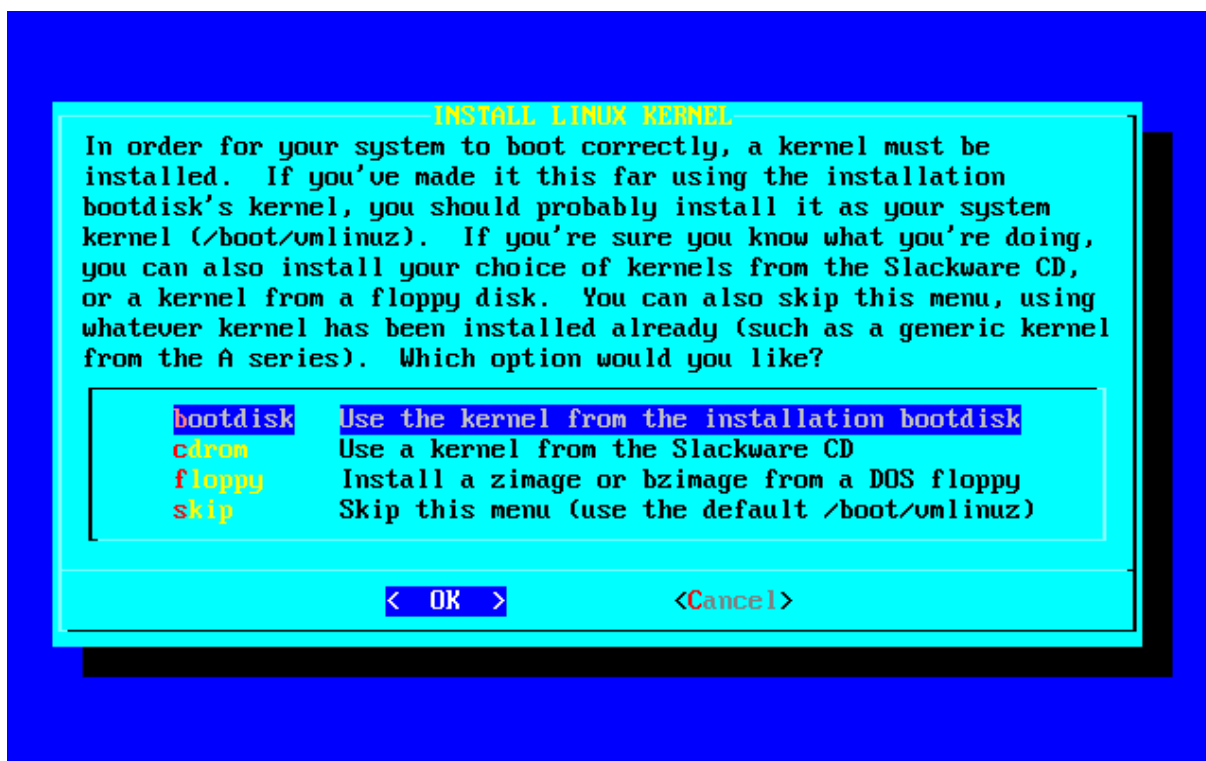 INSTALL LINUX KERNEL
In order for your system to boot correctly, a kernel must be
installed.  If you've made it this far using the installation
bootdisk's kernel, you should probably install it as your system
kernel (/boot/vmlinuz).  If you're sure you know what you're doing,
you can also install your choice of kernels from the Slackware CD,
or a kernel from a floppy disk.  You can also skip this menu, using
whatever kernel has been installed already (such as a generic kernel
from the A series).  Which option would you like?
bootdisk   Use the kernel from the installation bootdisk
cdrom      Use a kernel from the Slackware CD
floppy     Install a zimage or bzimage from a DOS floppy
skip       Skip this menu (use the default /boot/vmlinuz)
<  OK  >          <Cancel>